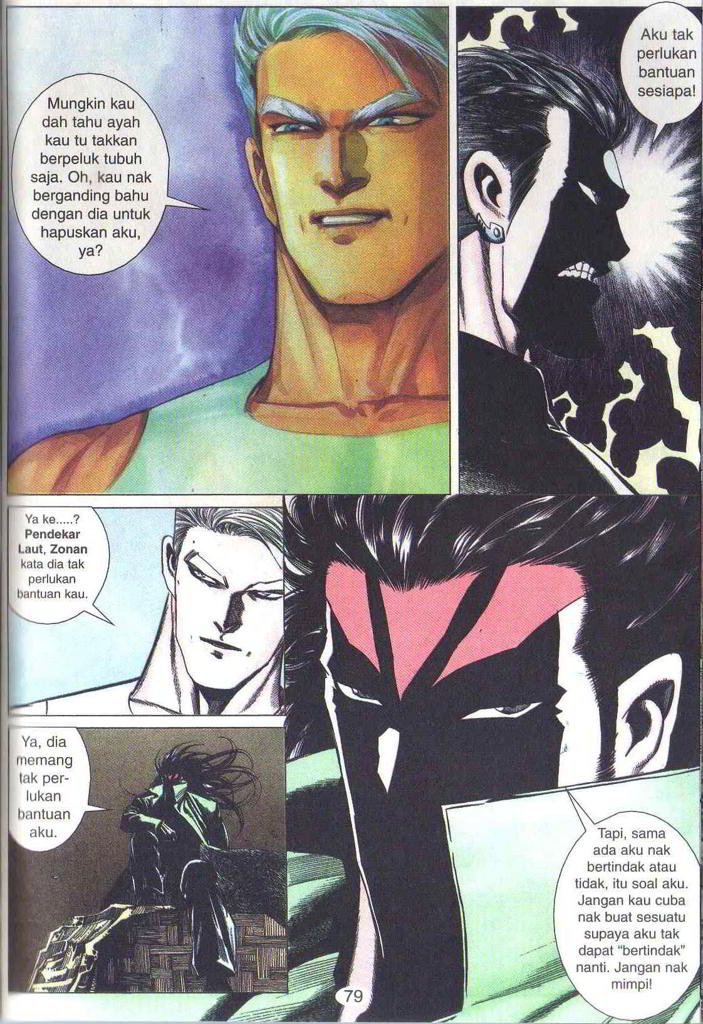 Mungkin kau
dah tahu ayah
kau tu takkan
berpeluk tubuh
saja. Oh, kau nak
berganding bahu
dengan dia untuk
hapuskan aku,
ya?
Aku tak
perlukan
bantuan
sesiapa!
Ya ke.....?
Pendekar
Laut, Zonan
kata dia tak
perlukan
bantuan kau.
Ya, dia
memang
tak per-
lukan
bantuan
aku.
Tapi, sama
ada aku nak
bertindak atau
tidak, itu soal aku.
Jangan kau cuba
nak buat sesuatu
supaya aku tak
dapat “bertindak”
nanti. Jangan nak
mimpi!
79